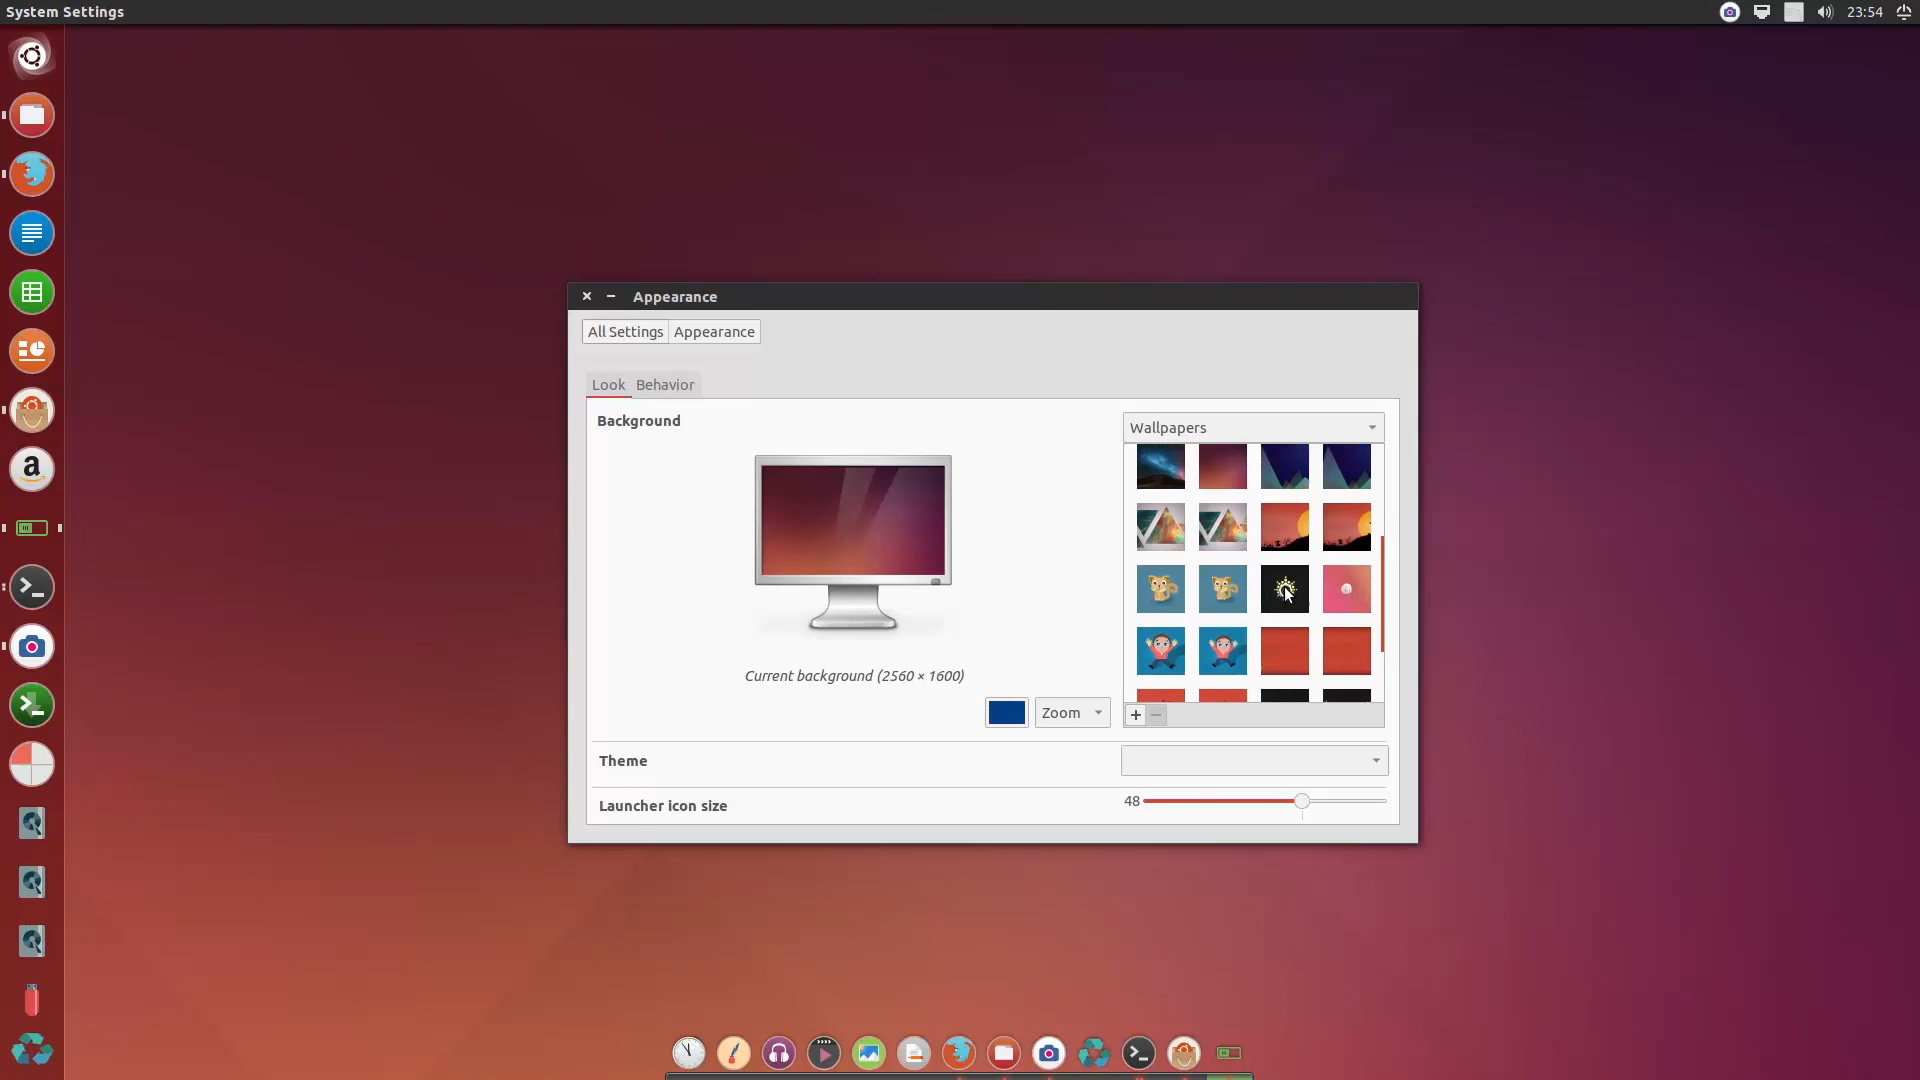 System Settings
23:54
Appearance
All Settings Appearance
Look Behavior
Background
Wallpapers
Current background (2560 × 1600)
Zoom
Theme
Launcher icon size
48